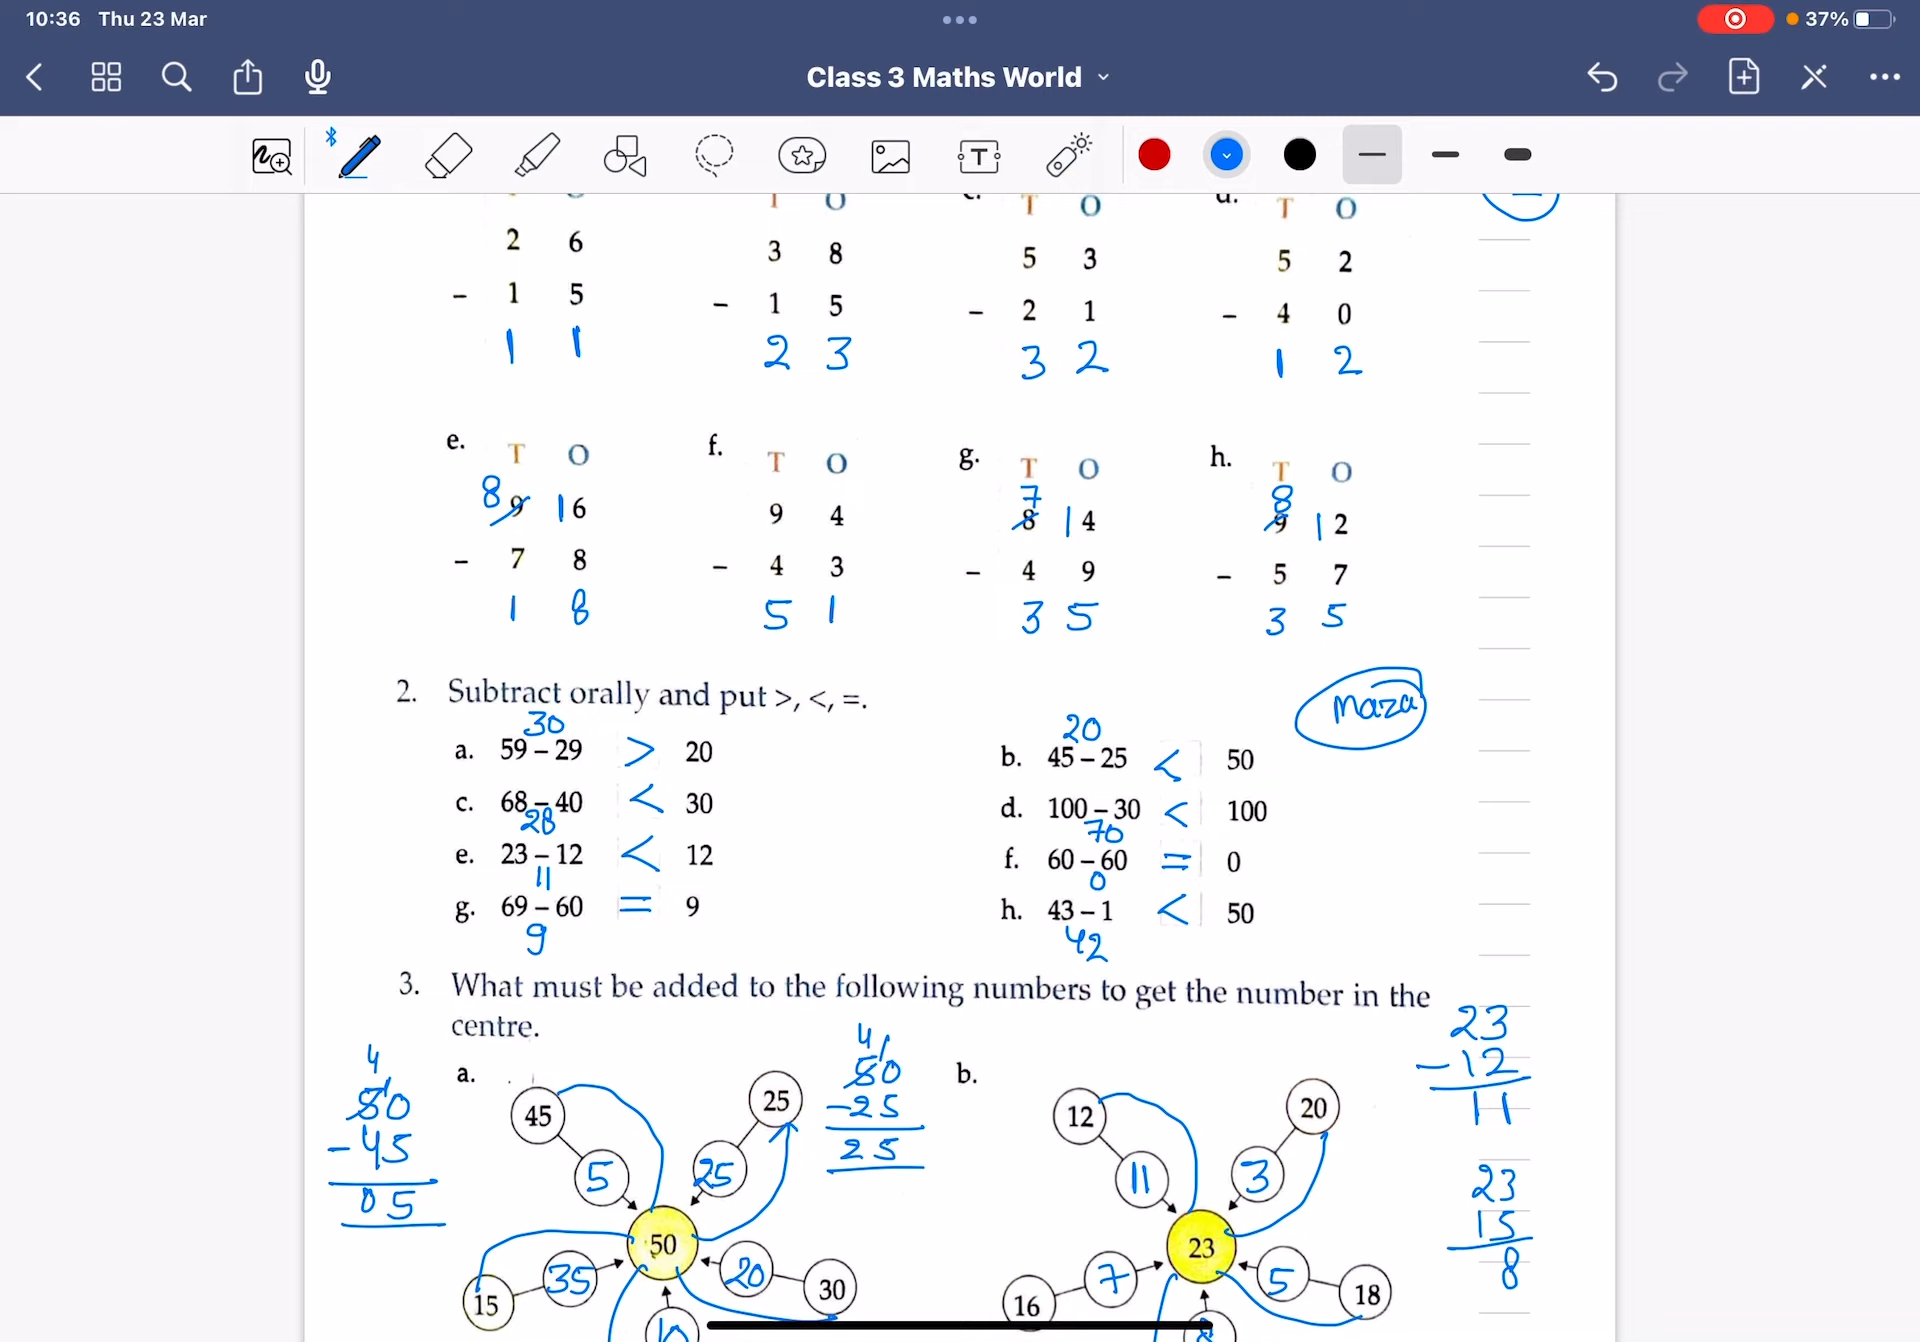 10:36 Thu 23 Mar
37%
Class 3 Maths World
T
T O
T O
c. T O
d. T O
2 6
3 8
5 3
5 2
- 1 5
- 1 5
- 2 1
- 4 0
1 1
2 3
3 2
1 2
e. T O
f. T O
g. T O
h. T O
8 7 8
9 16
9 4
8 14
9 12
- 7 8
- 4 3
- 4 9
- 5 7
1 8
5 1
3 5
3 5
2. Subtract orally and put >, <, =.
maza
30
20
a. 59 – 29 > 20
b. 45 – 25 < 50
c. 68 – 40 < 30
d. 100 – 30 < 100
28
70
e. 23 – 12 < 12
f. 60 – 60 = 0
11
0
g. 69 – 60 = 9
h. 43 – 1 < 50
9
42
3. What must be added to the following numbers to get the number in the
centre.
a.
4
50
-45
05
45
5
25
25
50
15
35
20
30
10
4
50
-25
25
b.
12
11
20
3
23
16
7
5
18
8
23
-12
11
23
15
8